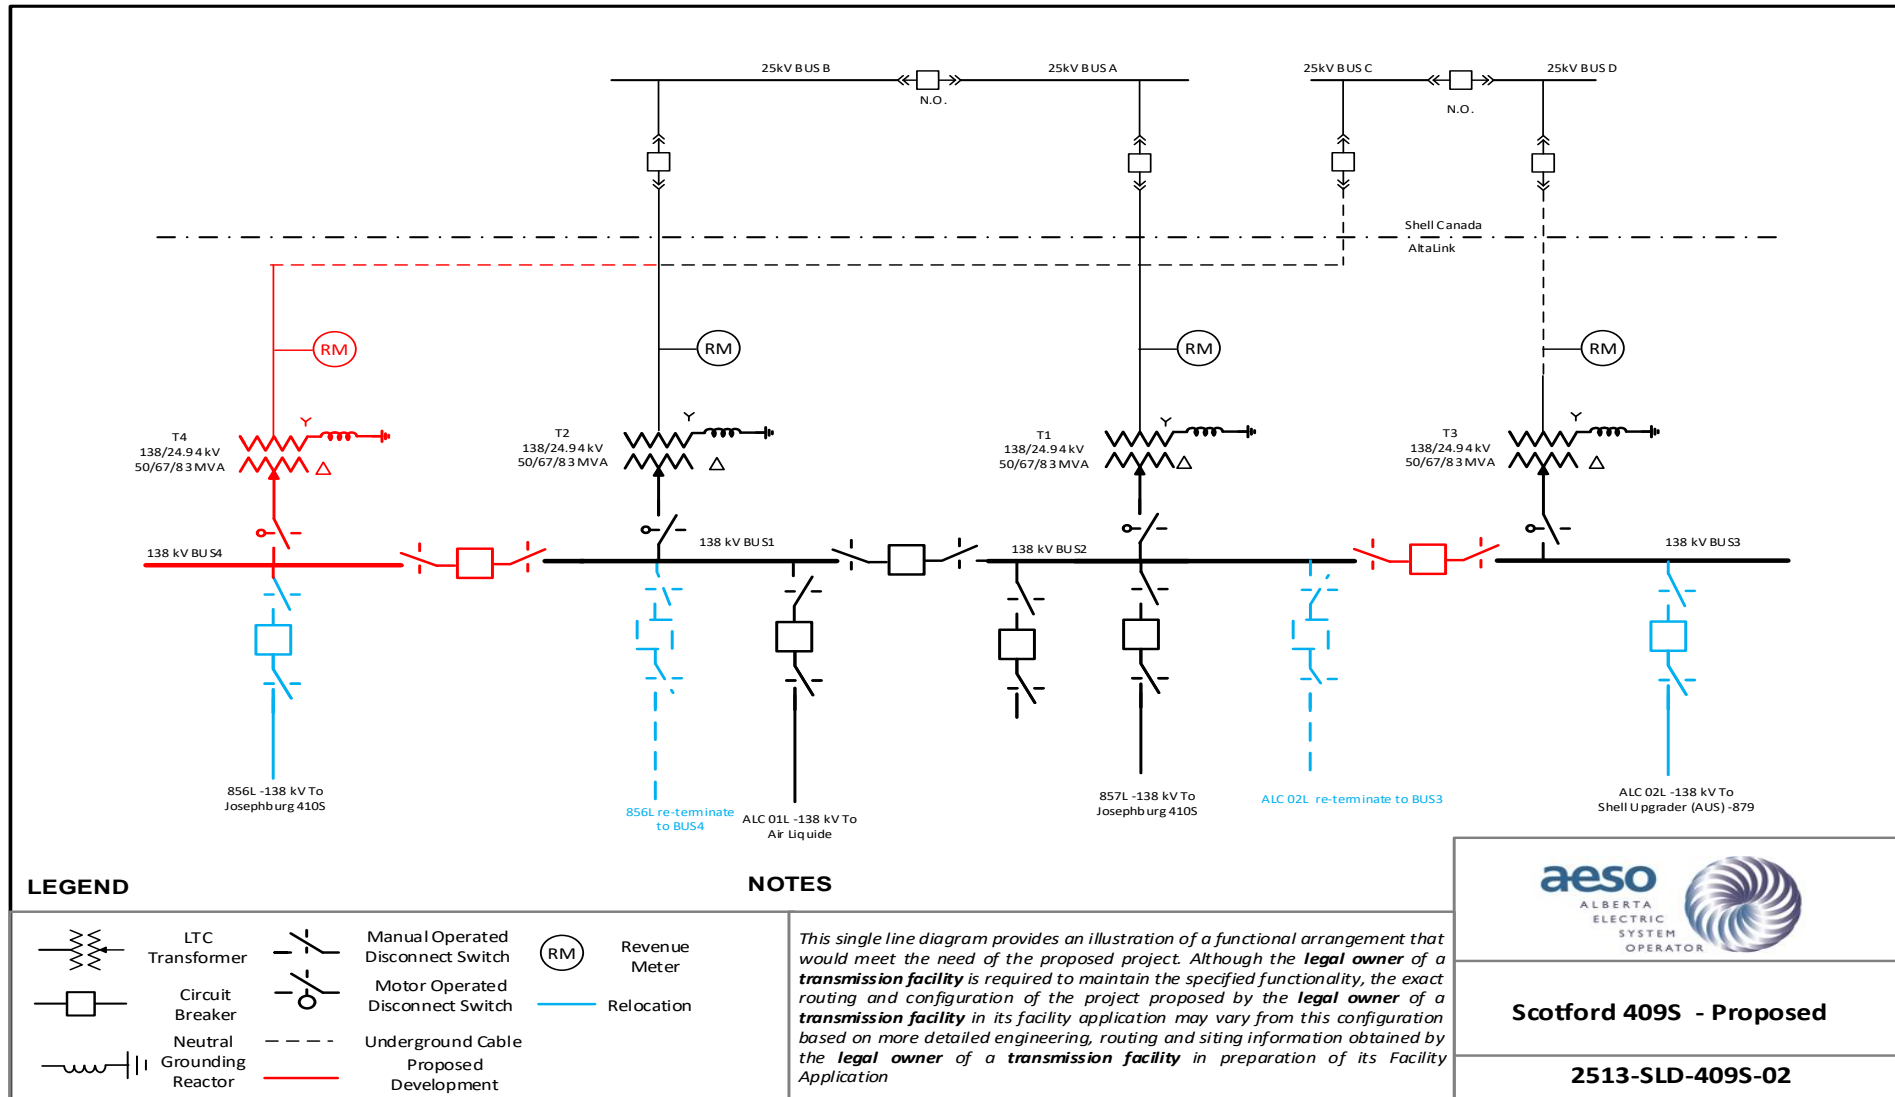 25kV BUS B
25kV BUS A
25kV BUS C
25kV BUS D
N.O.
N.O.
Shell Canada
AltaLink
RM
RM
RM
RM
T4
138/24.94 kV
50/67/83 MVA
T2
138/24.94 kV
50/67/83 MVA
T1
138/24.94 kV
50/67/83 MVA
T3
138/24.94 kV
50/67/83 MVA
138 kV BUS4
138 kV BUS1
138 kV BUS2
138 kV BUS3
856L -138 kV To
Josephburg 410S
856L re-terminate
to BUS4
ALC 01L -138 kV To
Air Liquide
857L -138 kV To
Josephburg 410S
ALC 02L re-terminate to BUS3
ALC 02L -138 kV To
Shell Upgrader (AUS) -879
LEGEND
LTC
Transformer
Circuit
Breaker
Neutral
Grounding
Reactor
Manual Operated
Disconnect Switch
Motor Operated
Disconnect Switch
Underground Cable
Proposed
Development
RM
Revenue
Meter
Relocation
NOTES
This single line diagram provides an illustration of a functional arrangement that
would meet the need of the proposed project. Although the legal owner of a
transmission facility is required to maintain the specified functionality, the exact
routing and configuration of the project proposed by the legal owner of a
transmission facility in its facility application may vary from this configuration
based on more detailed engineering, routing and siting information obtained by
the legal owner of a transmission facility in preparation of its Facility
Application
aeso
ALBERTA
ELECTRIC
SYSTEM
OPERATOR
Scotford 409S - Proposed
2513-SLD-409S-02